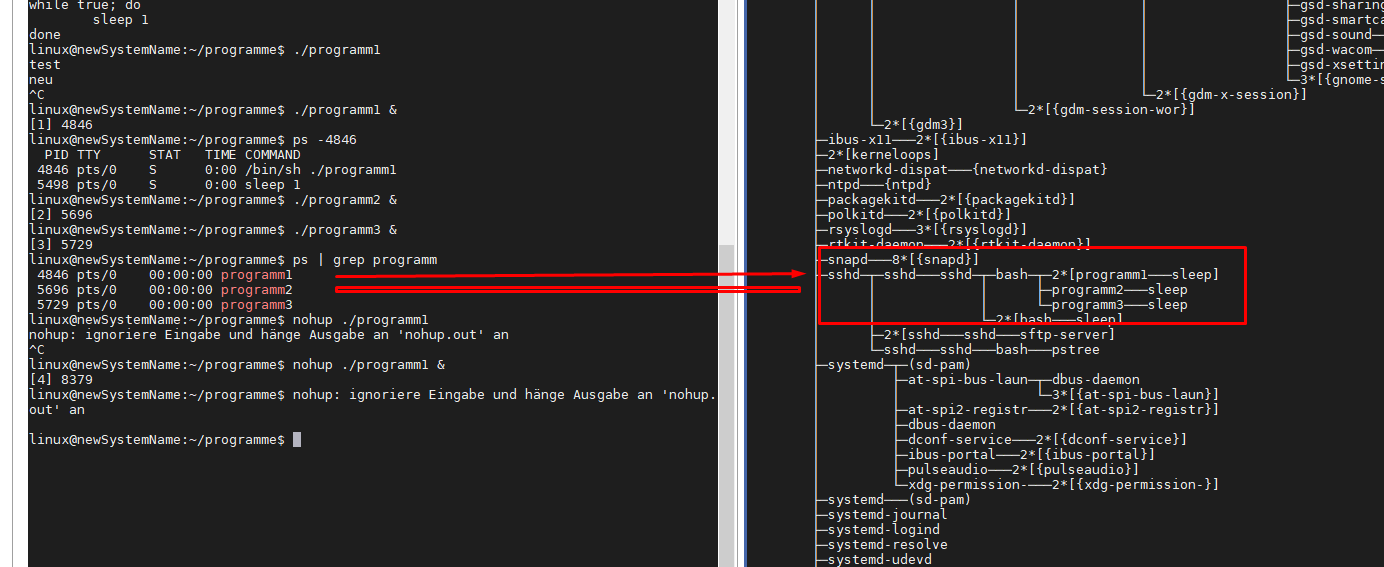 while true; do
        sleep 1
done
linux@newSystemName:~/programme$ ./programm1
test
neu
^C
linux@newSystemName:~/programme$ ./programm1 &
[1] 4846
linux@newSystemName:~/programme$ ps -4846
  PID TTY      STAT   TIME COMMAND
 4846 pts/0    S      0:00 /bin/sh ./programm1
 5498 pts/0    S      0:00 sleep 1
linux@newSystemName:~/programme$ ./programm2 &
[2] 5696
linux@newSystemName:~/programme$ ./programm3 &
[3] 5729
linux@newSystemName:~/programme$ ps | grep programm
 4846 pts/0    00:00:00 programm1
 5696 pts/0    00:00:00 programm2
 5729 pts/0    00:00:00 programm3
linux@newSystemName:~/programme$ nohup ./programm1
nohup: ignoriere Eingabe und hänge Ausgabe an 'nohup.out' an
^C
linux@newSystemName:~/programme$ nohup ./programm1 &
[4] 8379
linux@newSystemName:~/programme$ nohup: ignoriere Eingabe und hänge Ausgabe an 'nohup.
out' an
linux@newSystemName:~/programme$
├─gsd-sharing
├─gsd-smartca
├─gsd-sound──
├─gsd-wacom──
├─gsd-xsettin
└─3*[{gnome-s
└─2*[{gdm-x-session}]
└─2*[{gdm-session-wor}]
└─2*[{gdm3}]
├─ibus-x11───2*[{ibus-x11}]
├─2*[kerneloops]
├─networkd-dispat───{networkd-dispat}
├─ntpd───{ntpd}
├─packagekitd───2*[{packagekitd}]
├─polkitd───2*[{polkitd}]
├─rsyslogd───3*[{rsyslogd}]
├─rtkit-daemon───2*[{rtkit-daemon}]
├─snapd───8*[{snapd}]
├─sshd─┬─sshd───sshd─┬─bash─┬─2*[programm1───sleep]
├─programm2───sleep
└─programm3───sleep
└─2*[bash───sleep]
├─2*[sshd───sshd───sftp-server]
└─sshd───sshd───bash───pstree
├─systemd─┬─(sd-pam)
├─at-spi-bus-laun─┬─dbus-daemon
└─3*[{at-spi-bus-laun}]
├─at-spi2-registr───2*[{at-spi2-registr}]
├─dbus-daemon
├─dconf-service───2*[{dconf-service}]
├─ibus-portal───2*[{ibus-portal}]
├─pulseaudio───2*[{pulseaudio}]
└─xdg-permission-───2*[{xdg-permission-}]
├─systemd───(sd-pam)
├─systemd-journal
├─systemd-logind
├─systemd-resolve
├─systemd-udevd